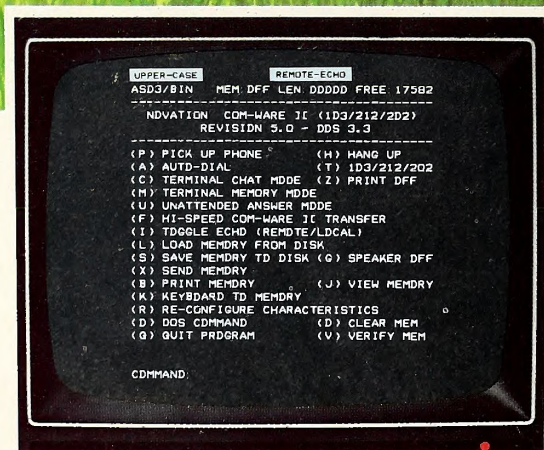 UPPER-CASE REMOTE-ECHO
ASD3/BIN MEM:OFF LEN:00000 FREE:17582
NOVATION COM-WARE II (103/212/202)
REVISION 5.0 - DOS 3.3
(P) PICK UP PHONE (H) HANG UP
(A) AUTO-DIAL (T) 103/212/202
(C) TERMINAL CHAT MODE (Z) PRINT OFF
(M) TERMINAL MEMORY MODE
(U) UNATTENDED ANSWER MODE
(F) HI-SPEED COM-WARE II TRANSFER
(I) TOGGLE ECHO (REMOTE/LOCAL)
(L) LOAD MEMORY FROM DISK
(S) SAVE MEMORY TO DISK (G) SPEAKER OFF
(X) SEND MEMORY
(B) PRINT MEMORY (J) VIEW MEMORY
(K) KEYBOARD TO MEMORY
(R) RE-CONFIGURE CHARACTERISTICS
(D) DOS COMMAND (O) CLEAR MEM
(Q) QUIT PROGRAM (V) VERIFY MEM
COMMAND: